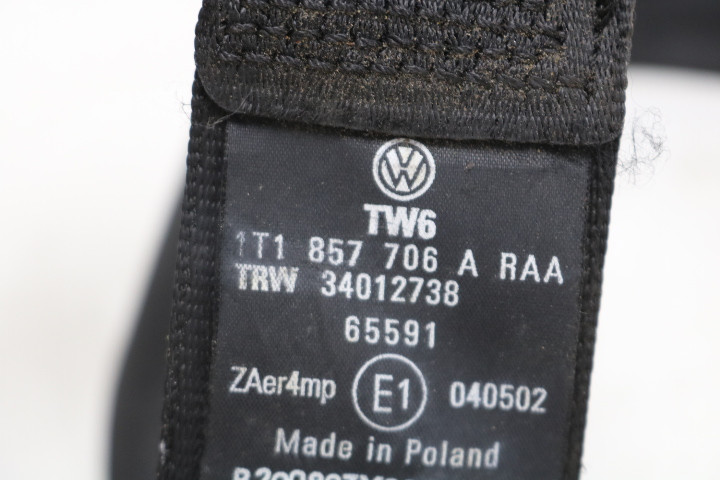 TW6
1T1 857 706 A RAA
TRW 34012738
65591
ZAer4mp E1 040502
Made in Poland